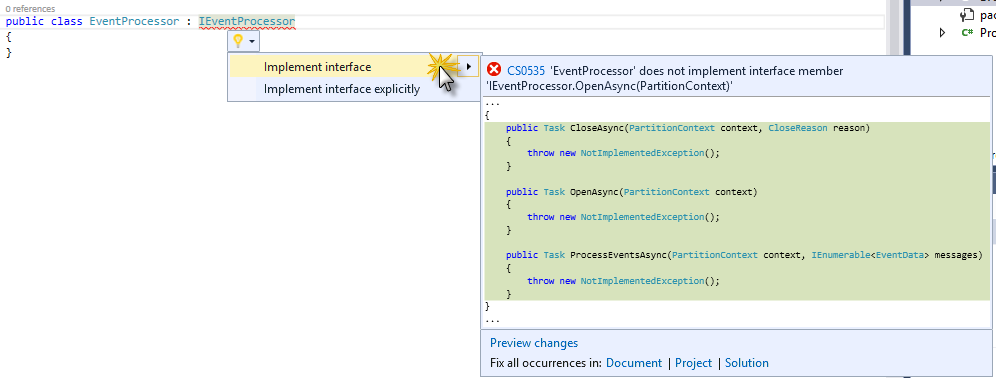 0 references
public class EventProcessor : IEventProcessor
{
}
Implement interface
Implement interface explicitly
CS0535 'EventProcessor' does not implement interface member
'IEventProcessor.OpenAsync(PartitionContext)'
...
{
public Task CloseAsync(PartitionContext context, CloseReason reason)
{
throw new NotImplementedException();
}
public Task OpenAsync(PartitionContext context)
{
throw new NotImplementedException();
}
public Task ProcessEventsAsync(PartitionContext context, IEnumerable<EventData> messages)
{
throw new NotImplementedException();
}
}
...
Preview changes
Fix all occurrences in: Document | Project | Solution
pac
C# Pro